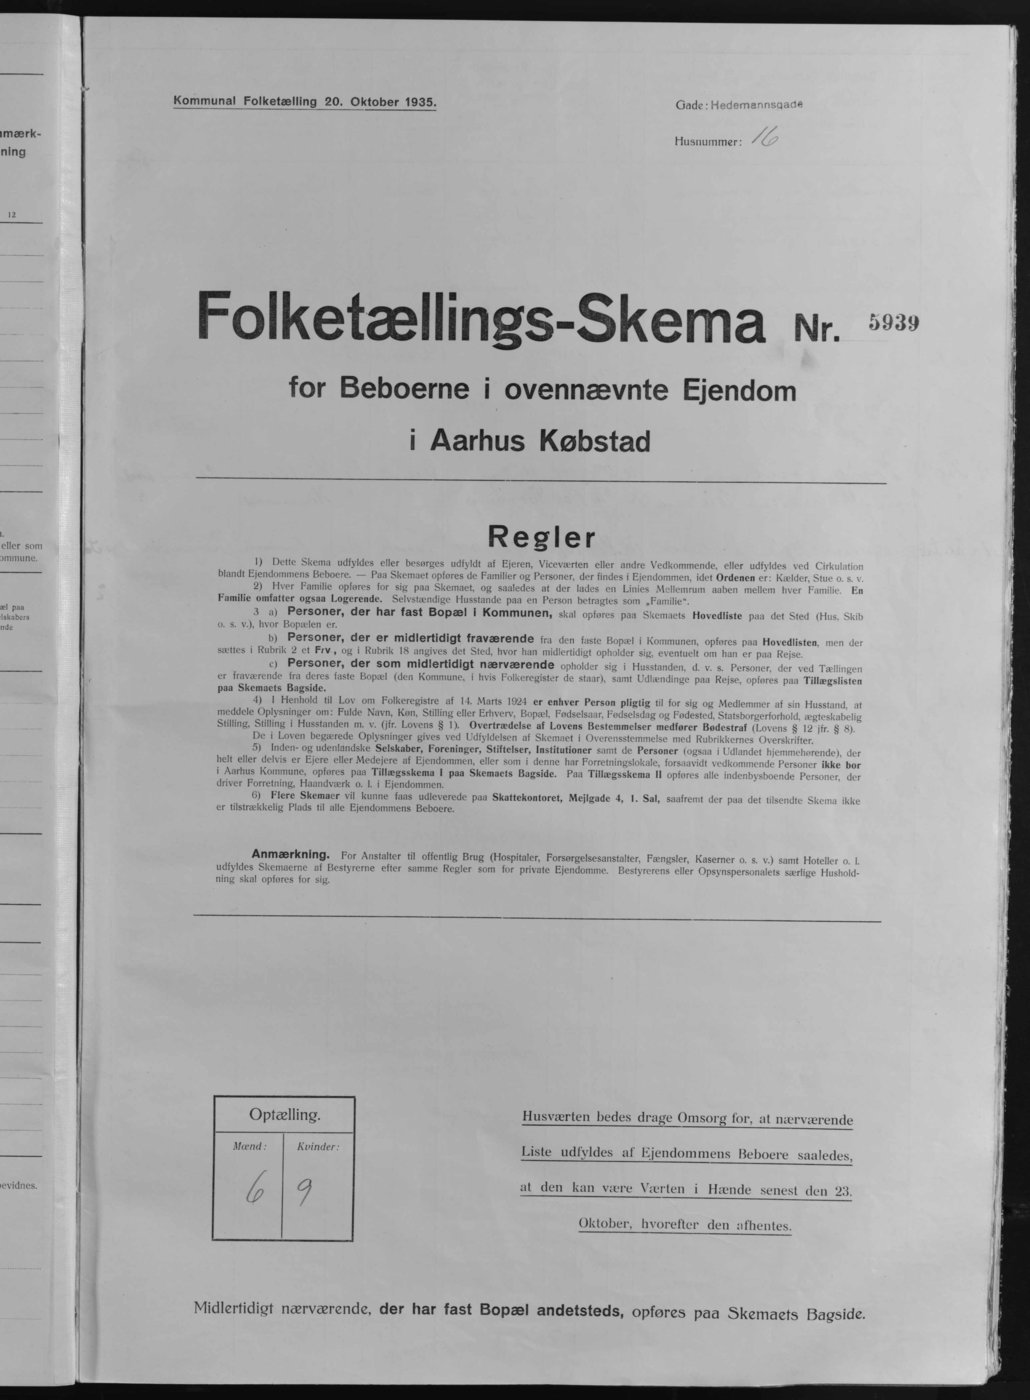 mærk-
ning
12
eller som
ommune.
æl paa
lskabers
nde
evidnes.
Kommunal Folketælling 20. Oktober 1935.
Gade: Hedemannsgade
Husnummer: 16
Folketællings-Skema Nr. 5939
for Beboerne i ovennævnte Ejendom
i Aarhus Købstad
Regler
1) Dette Skema udfyldes eller besørges udfyldt af Ejeren, Viceværten eller andre Vedkommende, eller udfyldes ved Cirkulation
blandt Ejendommens Beboere. — Paa Skemaet opføres de Familier og Personer, der findes i Ejendommen, idet Ordenen er: Kælder, Stue o. s. v.
2) Hver Familie opføres for sig paa Skemaet, og saaledes at der lades en Linies Mellemrum aaben mellem hver Familie. En
Familie omfatter ogsaa Logerende. Selvstændige Husstande paa en Person betragtes som „Familie“.
3 a) Personer, der har fast Bopæl i Kommunen, skal opføres paa Skemaets Hovedliste paa det Sted (Hus, Skib
o. s. v.), hvor Bopælen er.
b) Personer, der er midlertidigt fraværende fra den faste Bopæl i Kommunen, opføres paa Hovedlisten, men der
sættes i Rubrik 2 et Frv., og i Rubrik 18 angives det Sted, hvor han midlertidigt opholder sig, eventuelt om han er paa Rejse.
c) Personer, der som midlertidigt nærværende opholder sig i Husstanden, d. v. s. Personer, der ved Tællingen
er fraværende fra deres faste Bopæl (den Kommune, i hvis Folkeregister de staar), samt Udlændinge paa Rejse, opføres paa Tillægslisten
paa Skemaets Bagside.
4) I Henhold til Lov om Folkeregistre af 14. Marts 1924 er enhver Person pligtig til for sig og Medlemmer af sin Husstand, at
meddele Oplysninger om: Fulde Navn, Køn, Stilling eller Erhverv, Bopæl, Fødselsaar, Fødselsdag og Fødested, Statsborgerforhold, ægteskabelig
Stilling, Stilling i Husstanden m. v. (jfr. Lovens § 1). Overtrædelse af Lovens Bestemmelser medfører Bødestraf (Lovens § 12 jfr. § 8).
De i Loven begærede Oplysninger gives ved Udfyldelsen af Skemaet i Overensstemmelse med Rubrikkernes Overskrifter.
5) Inden- og udenlandske Selskaber, Foreninger, Stiftelser, Institutioner samt de Personer (ogsaa i Udlandet hjemmehørende), der
helt eller delvis er Ejere eller Medejere af Ejendommen, eller som i denne har Forretningslokale, forsaavidt vedkommende Personer ikke bor
i Aarhus Kommune, opføres paa Tillægsskema I paa Skemaets Bagside. Paa Tillægsskema II opføres alle indenbysboende Personer, der
driver Forretning, Haandværk o. l. i Ejendommen.
6) Flere Skemaer vil kunne faas udleverede paa Skattekontoret, Mejlgade 4, 1. Sal, saafremt der paa det tilsendte Skema ikke
er tilstrækkelig Plads til alle Ejendommens Beboere.
Anmærkning. For Anstalter til offentlig Brug (Hospitaler, Forsørgelsesanstalter, Fængsler, Kaserner o. s. v.) samt Hoteller o. l.
udfyldes Skemaerne af Bestyrerne efter samme Regler som for private Ejendomme. Bestyrerens eller Opsynspersonalets særlige Hushold-
ning skal opføres for sig.
Optælling.
Mænd: Kvinder:
6 9
Husværten bedes drage Omsorg for, at nærværende
Liste udfyldes af Ejendommens Beboere saaledes,
at den kan være Værten i Hænde senest den 23.
Oktober, hvorefter den afhentes.
Midlertidigt nærværende, der har fast Bopæl andetsteds, opføres paa Skemaets Bagside.